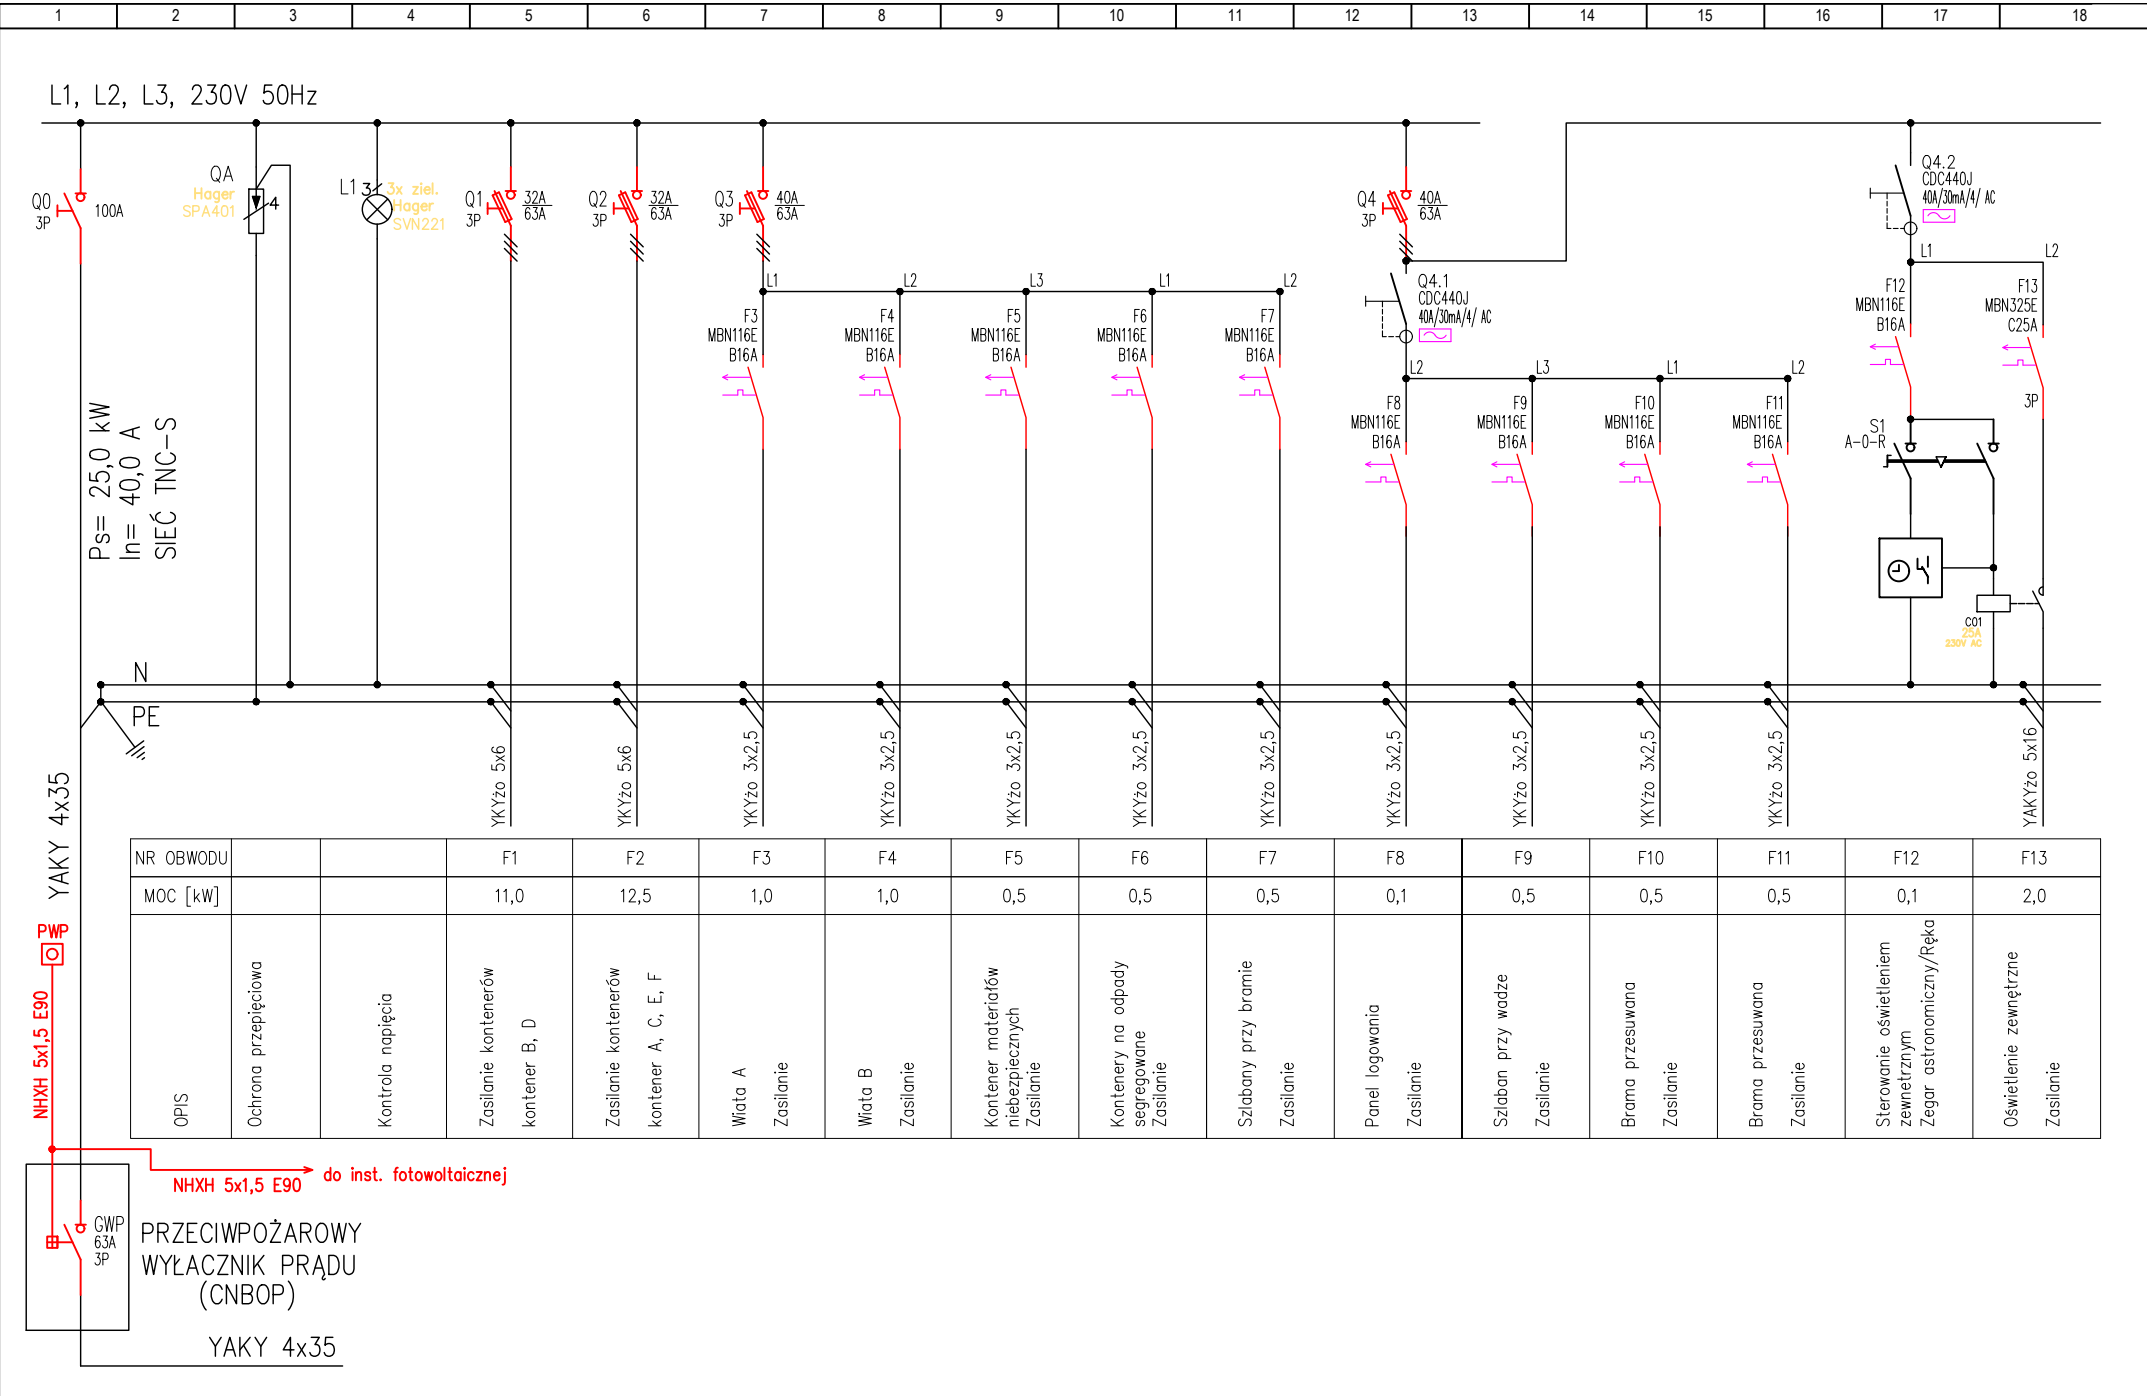 1 2 3 4 5 6 7 8 9 10 11 12 13 14 15 16 17 18
L1, L2, L3, 230V 50Hz
Q0
3P
100A
QA
Hager
SPA401
4
L1 3
3x ziel.
Hager
SVN221
Q1
3P
32A
63A
Q2
3P
32A
63A
Q3
3P
40A
63A
Q4
3P
40A
63A
Q4.1
CDC440J
40A/30mA/4/ AC
Q4.2
CDC440J
40A/30mA/4/ AC
L1 L2 L3 L1 L2
F3
MBN116E
B16A
F4
MBN116E
B16A
F5
MBN116E
B16A
F6
MBN116E
B16A
F7
MBN116E
B16A
L2 L3 L1 L2
F8
MBN116E
B16A
F9
MBN116E
B16A
F10
MBN116E
B16A
F11
MBN116E
B16A
L1 L2
F12
MBN116E
B16A
F13
MBN325E
C25A
3P
S1
A-0-R
C01
25A
230V AC
Ps= 25,0 kW
In= 40,0 A
SIEĆ TNC-S
N
PE
YAKY 4x35
YKYżo 5x6
YKYżo 5x6
YKYżo 3x2,5
YKYżo 3x2,5
YKYżo 3x2,5
YKYżo 3x2,5
YKYżo 3x2,5
YKYżo 3x2,5
YKYżo 3x2,5
YKYżo 3x2,5
YKYżo 3x2,5
YAKYżo 5x16
NR OBWODU F1 F2 F3 F4 F5 F6 F7 F8 F9 F10 F11 F12 F13
MOC [kW] 11,0 12,5 1,0 1,0 0,5 0,5 0,5 0,1 0,5 0,5 0,5 0,1 2,0
OPIS
Ochrona przepięciowa
Kontrola napięcia
Zasilanie kontenerów
kontener B, D
Zasilanie kontenerów
kontener A, C, E, F
Wiata A
Zasilanie
Wiata B
Zasilanie
Kontener materiałów
niebezpiecznych
Zasilanie
Kontenery na odpady
segregowane
Zasilanie
Szlabany przy bramie
Zasilanie
Panel logowania
Zasilanie
Szlaban przy wadze
Zasilanie
Brama przesuwana
Zasilanie
Brama przesuwana
Zasilanie
Sterowanie oświetleniem
zewnetrznym
Zegar astronomiczny/Ręka
Oświetlenie zewnętrzne
Zasilanie
PWP
NHXH 5x1,5 E90
NHXH 5x1,5 E90
do inst. fotowoltaicznej
GWP
63A
3P
PRZECIWPOŻAROWY
WYŁACZNIK PRĄDU
(CNBOP)
YAKY 4x35